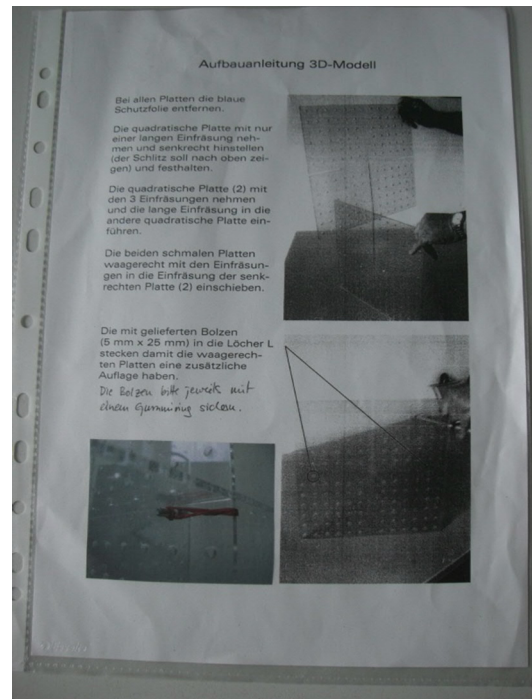 Aufbauanleitung 3D-Modell
Bei allen Platten die blaue
Schutzfolie entfernen.
Die quadratische Platte mit nur
einer langen Einfräsung neh-
men und senkrecht hinstellen
(der Schlitz soll nach oben zei-
gen) und festhalten.
Die quadratische Platte (2) mit
den 3 Einfräsungen nehmen
und die lange Einfräsung in die
andere quadratische Platte ein-
führen.
Die beiden schmalen Platten
waagerecht mit den Einfräsun-
gen in die Einfräsung der senk-
rechten Platte (2) einschieben.
Die mit gelieferten Bolzen
(5 mm x 25 mm) in die Löcher L
stecken damit die waagerech-
ten Platten eine zusätzliche
Auflage haben.
Die Bolzen bitte jeweils mit
einem Gummiring sichern.